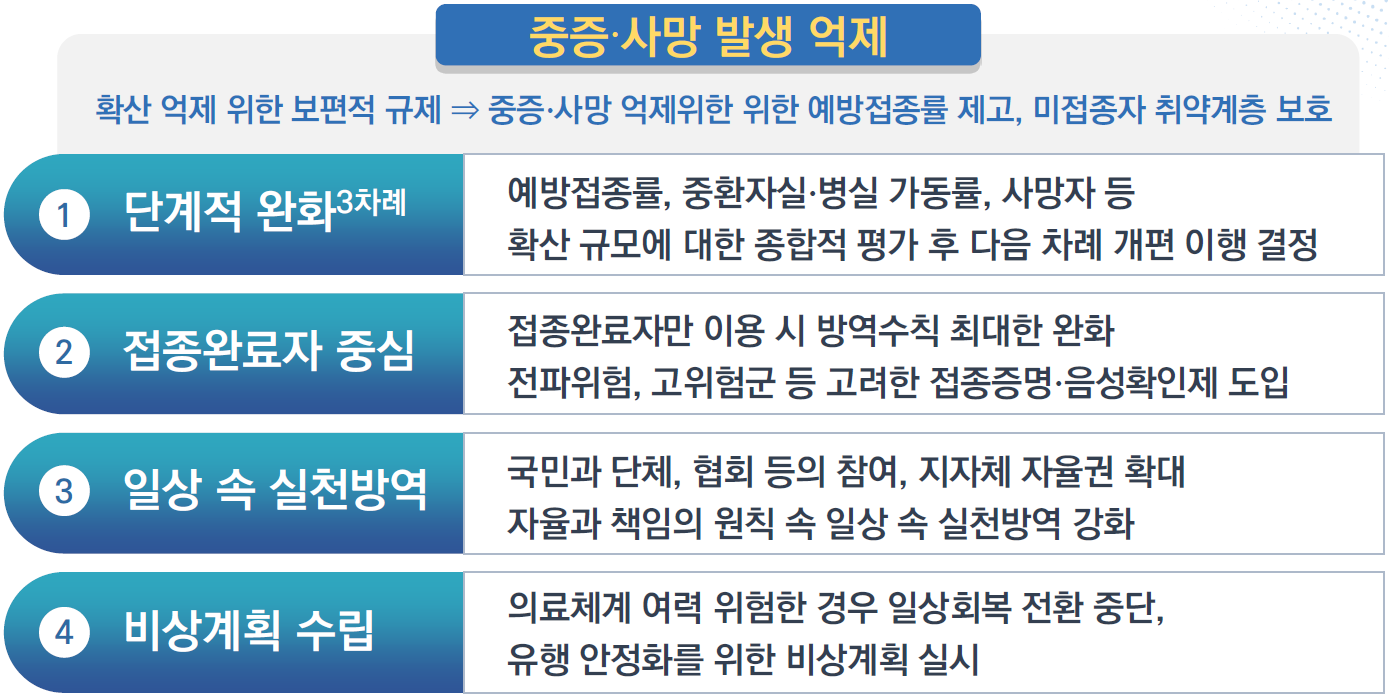 중증·사망 발생 억제
확산 억제 위한 보편적 규제 ⇒ 중증·사망 억제위한 위한 예방접종률 제고, 미접종자 취약계층 보호
1 단계적 완화3차례
예방접종률, 중환자실·병실 가동률, 사망자 등
확산 규모에 대한 종합적 평가 후 다음 차례 개편 이행 결정
2 접종완료자 중심
접종완료자만 이용 시 방역수칙 최대한 완화
전파위험, 고위험군 등 고려한 접종증명·음성확인제 도입
3 일상 속 실천방역
국민과 단체, 협회 등의 참여, 지자체 자율권 확대
자율과 책임의 원칙 속 일상 속 실천방역 강화
4 비상계획 수립
의료체계 여력 위험한 경우 일상회복 전환 중단,
유행 안정화를 위한 비상계획 실시